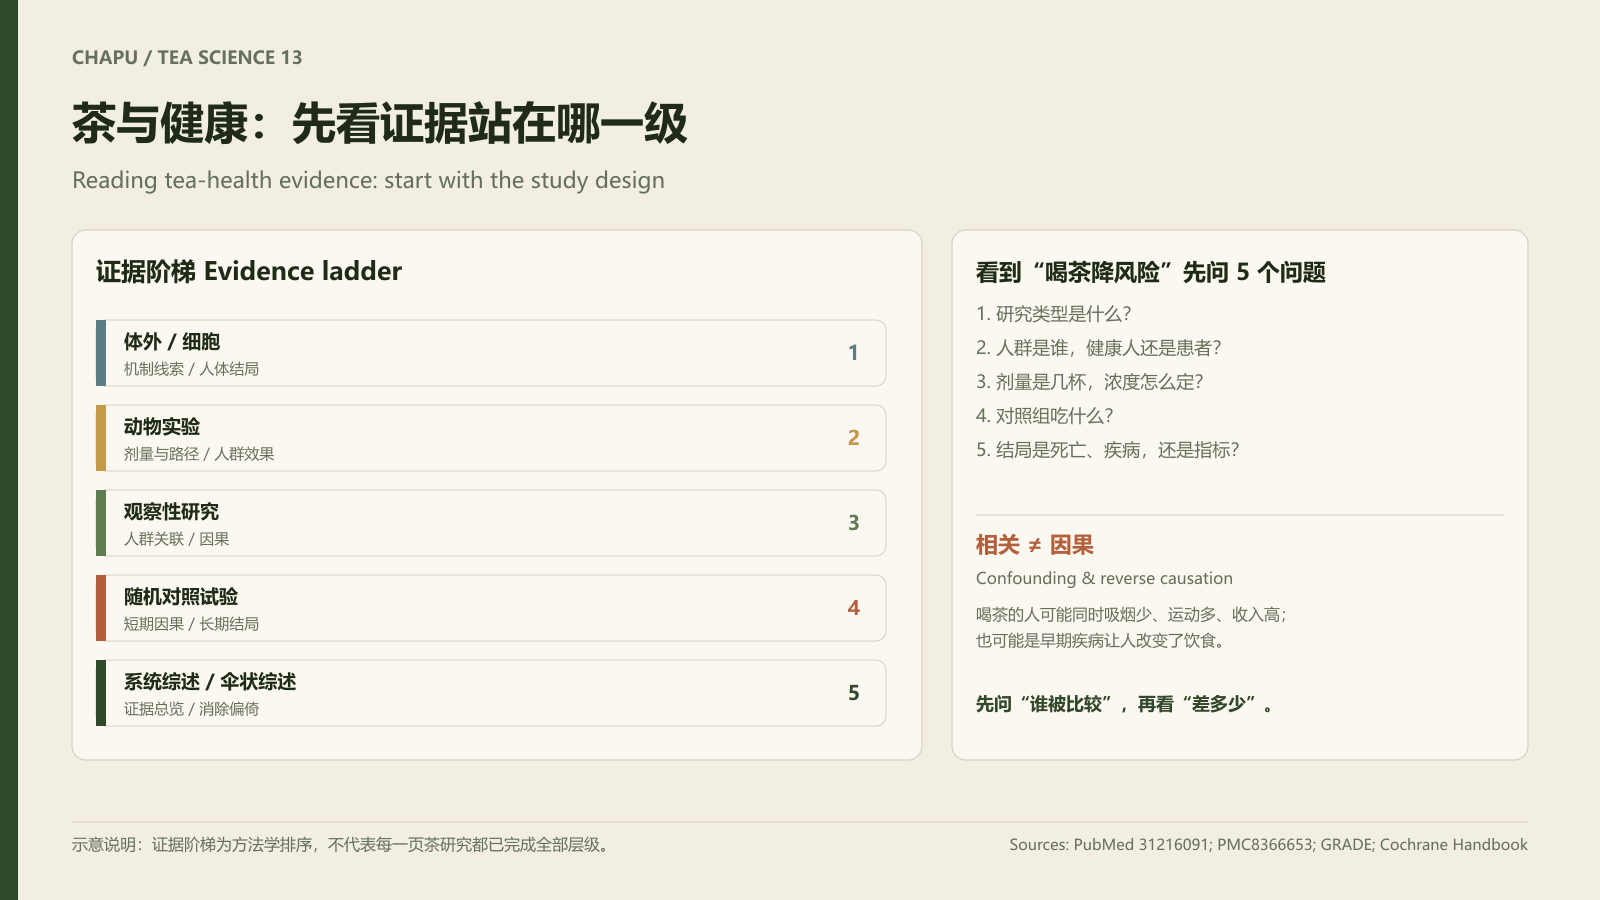 CHAPU / TEA SCIENCE 13
茶与健康：先看证据站在哪一级
Reading tea-health evidence: start with the study design
证据阶梯 Evidence ladder
体外 / 细胞
机制线索 / 人体结局
1
动物实验
剂量与路径 / 人群效果
2
观察性研究
人群关联 / 因果
3
随机对照试验
短期因果 / 长期结局
4
系统综述 / 伞状综述
证据总览 / 消除偏倚
5
看到“喝茶降风险”先问 5 个问题
1. 研究类型是什么？
2. 人群是谁，健康人还是患者？
3. 剂量是几杯，浓度怎么定？
4. 对照组吃什么？
5. 结局是死亡、疾病，还是指标？
相关 ≠ 因果
Confounding & reverse causation
喝茶的人可能同时吸烟少、运动多、收入高；
也可能是早期疾病让人改变了饮食。
先问“谁被比较”，再看“差多少”。
示意说明：证据阶梯为方法学排序，不代表每一页茶研究都已完成全部层级。
Sources: PubMed 31216091; PMC8366653; GRADE; Cochrane Handbook